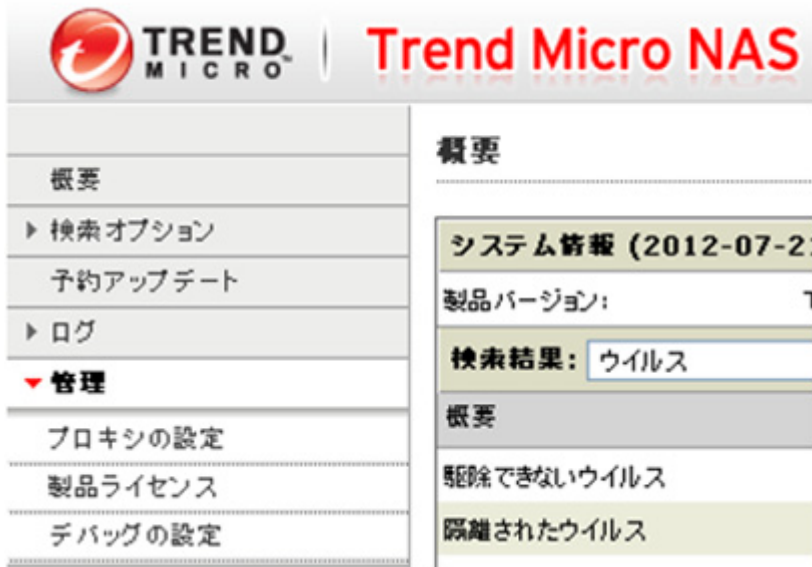 TREND MICRO™
Trend Micro NAS
概要
検索オプション
予約アップデート
ログ
管理
プロキシの設定
製品ライセンス
デバッグの設定
概要
システム情報 (2012-07-21
製品バージョン: T
検索結果: ウイルス
概要
駆除できないウイルス
隔離されたウイルス